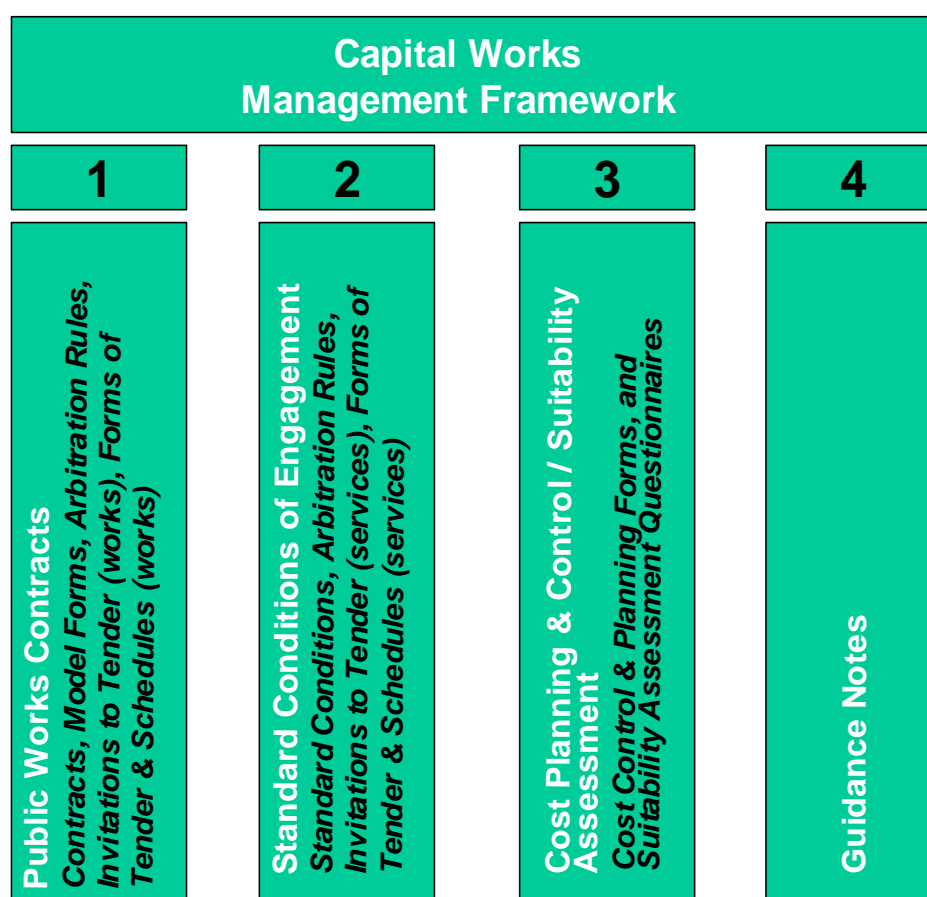 Capital Works
Management Framework
1
2
3
4
Public Works Contracts
Contracts, Model Forms, Arbitration Rules,
Invitations to Tender (works), Forms of
Tender & Schedules (works)
Standard Conditions of Engagement
Standard Conditions, Arbitration Rules,
Invitations to Tender (services), Forms of
Tender & Schedules (services)
Cost Planning & Control / Suitability
Assessment
Cost Control & Planning Forms, and
Suitability Assessment Questionnaires
Guidance Notes